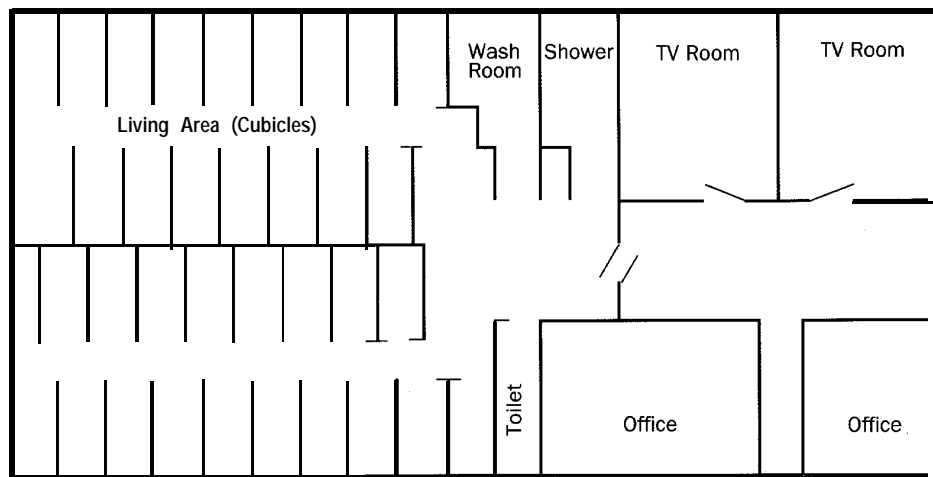 Wash
Room
Shower
TV Room
TV Room
Living Area (Cubicles)
Toilet
Office
Office